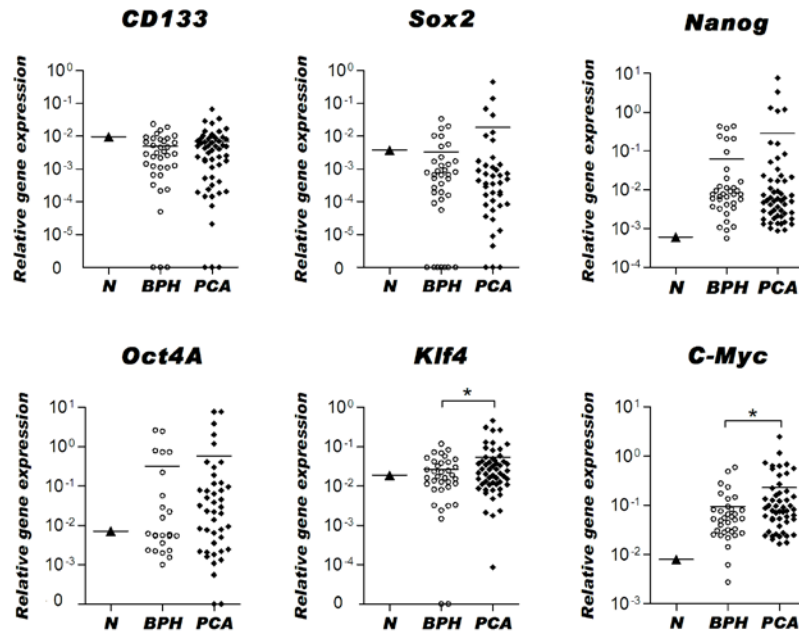 CD133
Relative gene expression
10⁰
10⁻¹
10⁻²
10⁻³
10⁻⁴
10⁻⁵
0
N BPH PCA
Sox2
Relative gene expression
10⁰
10⁻¹
10⁻²
10⁻³
10⁻⁴
10⁻⁵
0
N BPH PCA
Nanog
Relative gene expression
10¹
10⁰
10⁻¹
10⁻²
10⁻³
10⁻⁴
N BPH PCA
Oct4A
Relative gene expression
10¹
10⁰
10⁻¹
10⁻²
10⁻³
0
N BPH PCA
Klf4
Relative gene expression
*
10⁰
10⁻¹
10⁻²
10⁻³
10⁻⁴
0
N BPH PCA
C-Myc
Relative gene expression
*
10¹
10⁰
10⁻¹
10⁻²
10⁻³
N BPH PCA